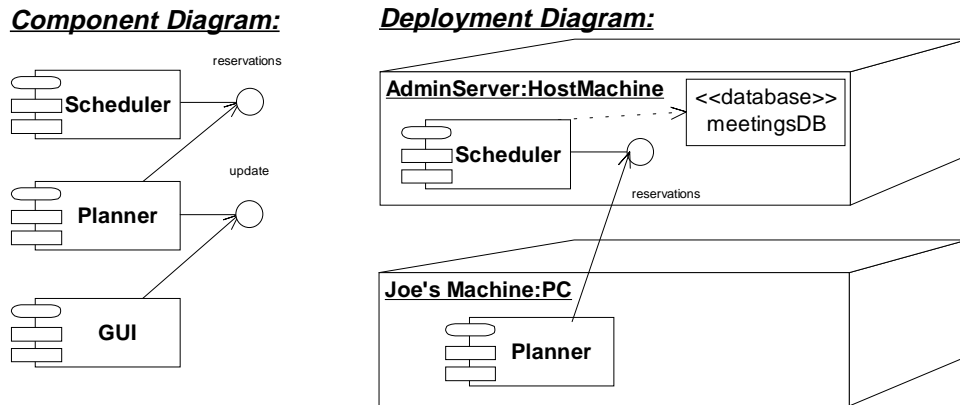 Component Diagram:
reservations
Scheduler
update
Planner
GUI
Deployment Diagram:
AdminServer:HostMachine
<<database>>
meetingsDB
Scheduler
reservations
Joe's Machine:PC
Planner